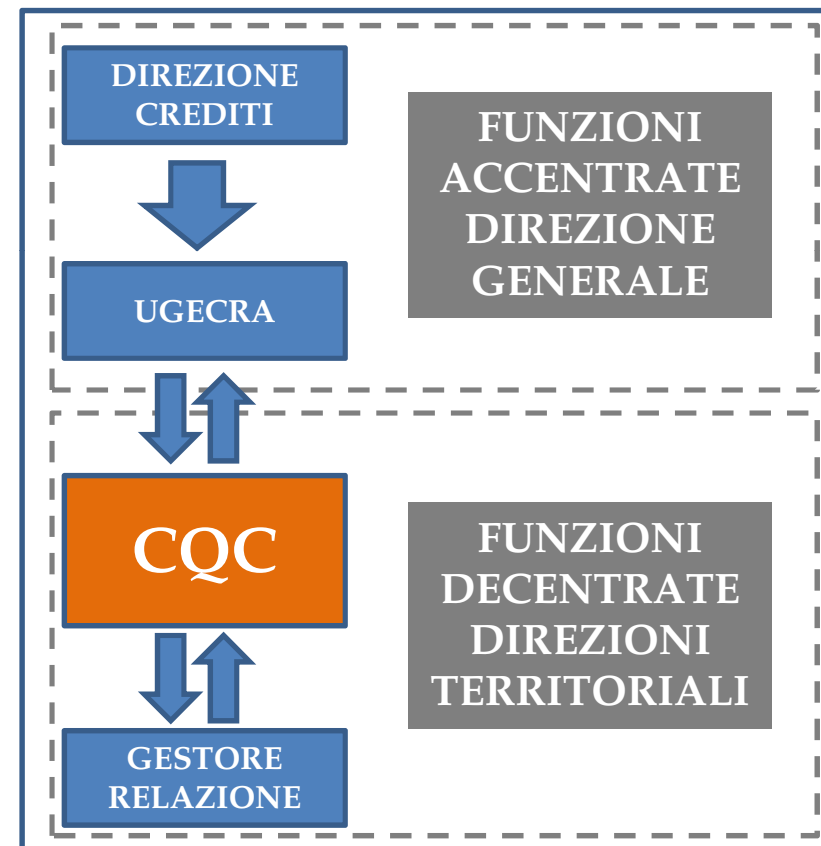 DIREZIONE
CREDITI
FUNZIONI
ACCENTRATE
DIREZIONE
GENERALE
UGECRA
CQC
FUNZIONI
DECENTRATE
DIREZIONI
TERRITORIALI
GESTORE
RELAZIONE